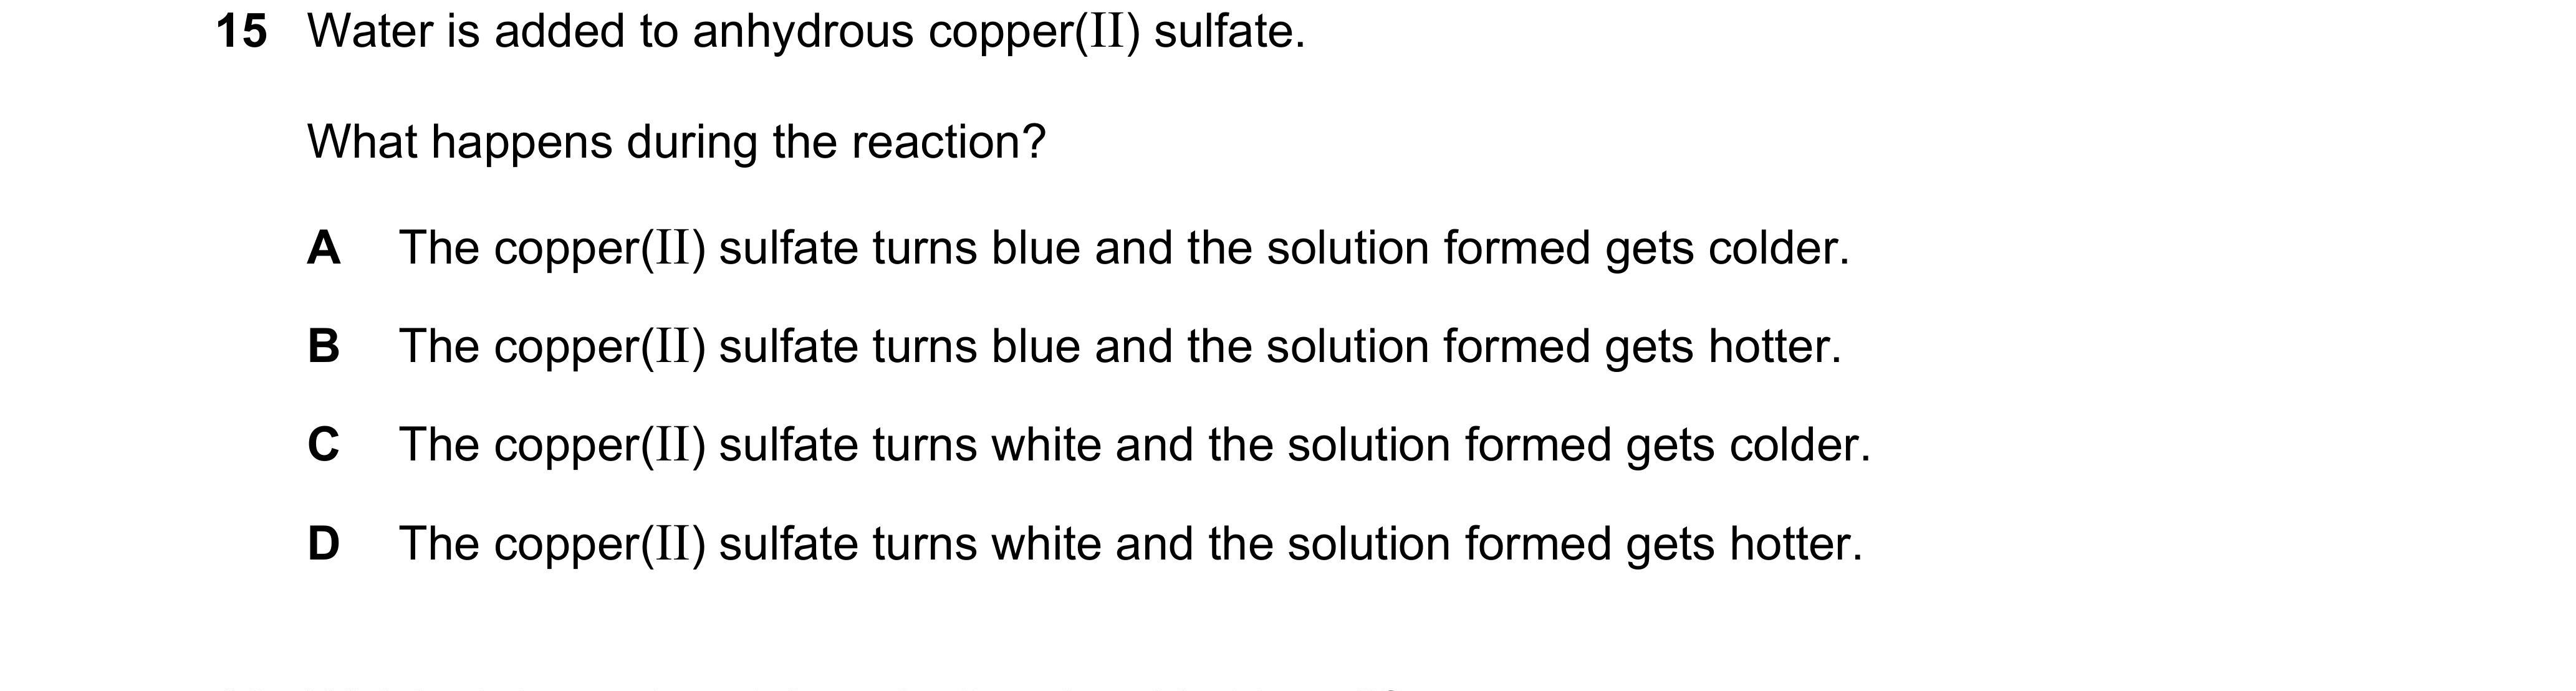 15 Water is added to anhydrous copper(II) sulfate.
What happens during the reaction?
A The copper(II) sulfate turns blue and the solution formed gets colder.
B The copper(II) sulfate turns blue and the solution formed gets hotter.
C The copper(II) sulfate turns white and the solution formed gets colder.
D The copper(II) sulfate turns white and the solution formed gets hotter.